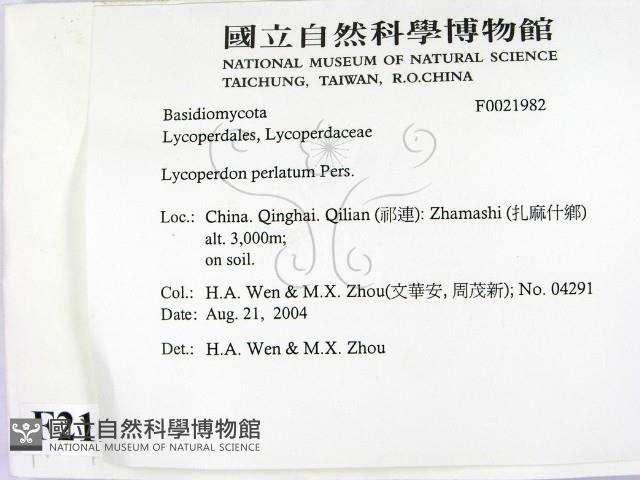 國立自然科學博物館
NATIONAL MUSEUM OF NATURAL SCIENCE
TAICHUNG, TAIWAN, R.O.CHINA
Basidiomycota F0021982
Lycoperdales, Lycoperdaceae
Lycoperdon perlatum Pers.
Loc.: China. Qinghai. Qilian (祁連): Zhamashi (扎麻什鄉)
alt. 3,000m;
on soil.
Col.: H.A. Wen & M.X. Zhou(文華安, 周茂新); No. 04291
Date: Aug. 21, 2004
Det.: H.A. Wen & M.X. Zhou
F21
國立自然科學博物館
NATIONAL MUSEUM OF NATURAL SCIENCE